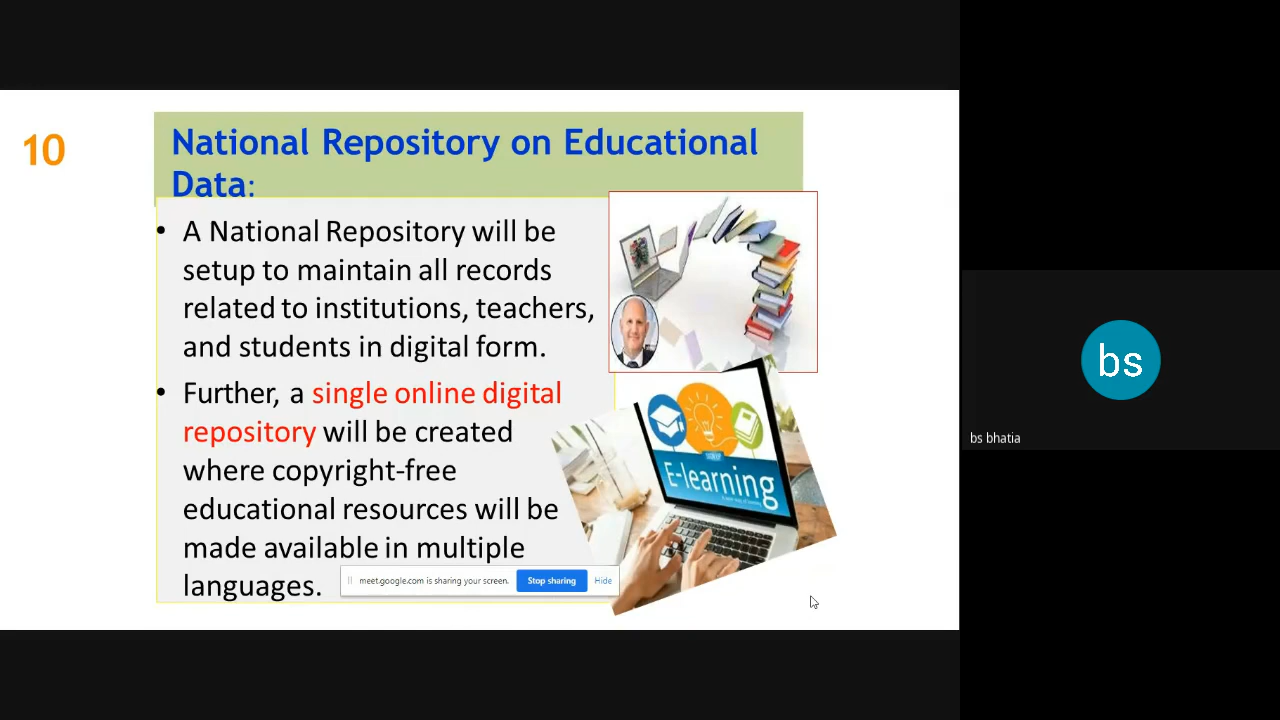 10
National Repository on Educational
Data:
• A National Repository will be
setup to maintain all records
related to institutions, teachers,
and students in digital form.
• Further, a single online digital
repository will be created
where copyright-free
educational resources will be
made available in multiple
languages.
E-learning
meet.google.com is sharing your screen.
Stop sharing
Hide
bs
bs bhatia